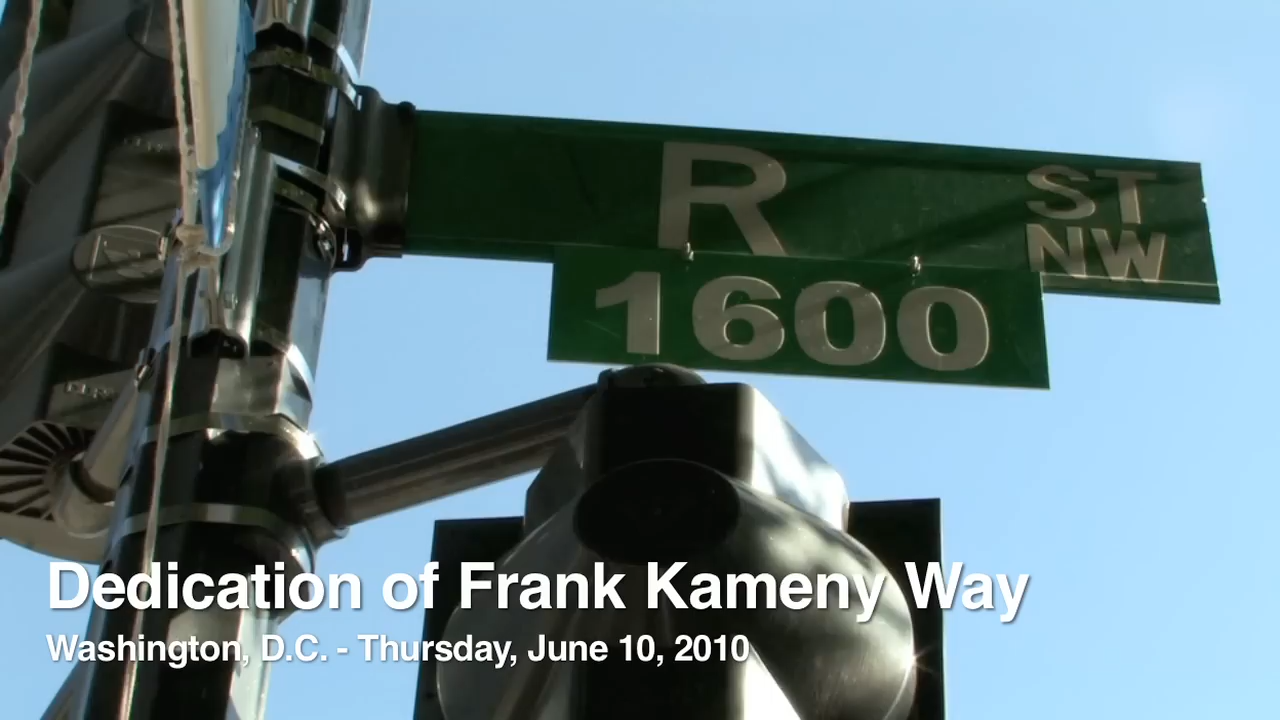 R ST
NW
1600
Dedication of Frank Kameny Way
Washington, D.C. - Thursday, June 10, 2010